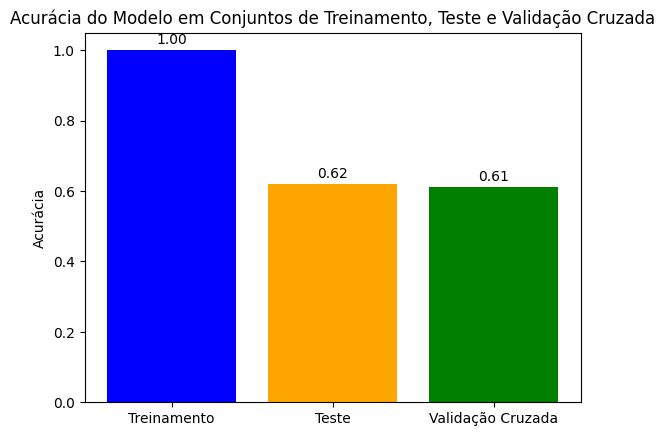 Acurácia do Modelo em Conjuntos de Treinamento, Teste e Validação Cruzada
1.00
0.62
0.61
Acurácia
1.0
0.8
0.6
0.4
0.2
0.0
Treinamento
Teste
Validação Cruzada